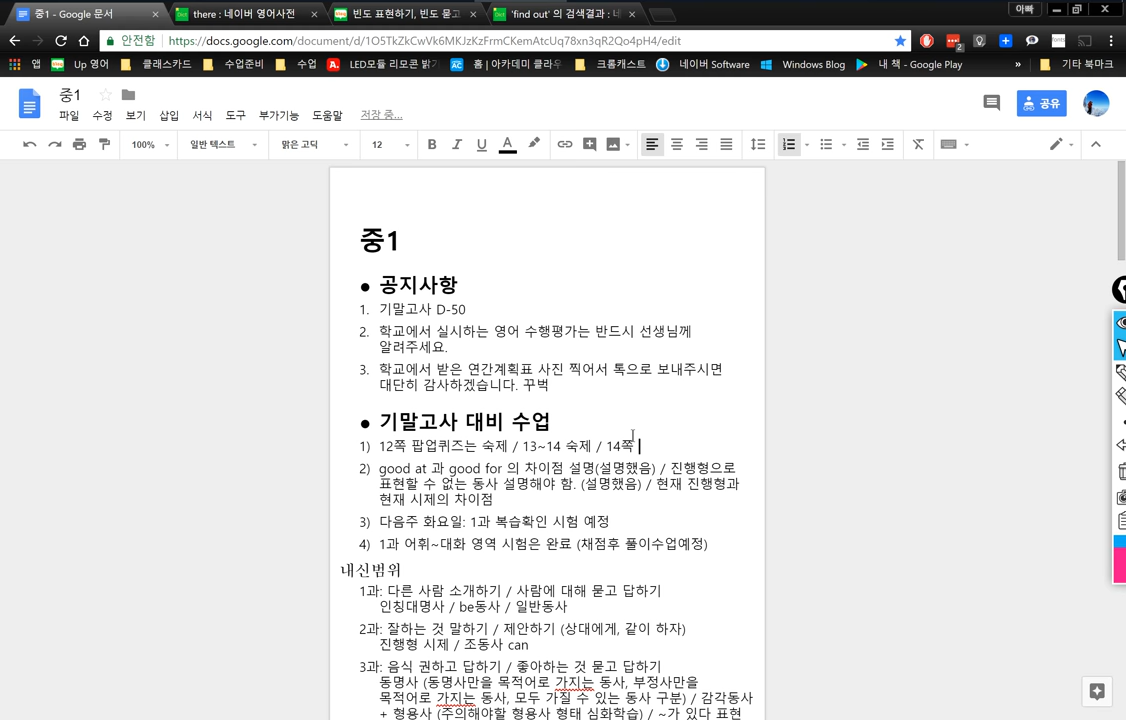 중1 - Google 문서
there : 네이버 영어사전
빈도 표현하기, 빈도 묻고
'find out' 의 검색결과 : 네
아빠
안전함
https://docs.google.com/document/d/1O5TkZkCwVk6MKJzKzFrmCKemAtcUq78xn3qR2Qo4pH4/edit
앱
Up 영어
클래스카드
수업준비
수업
LED모듈 리모콘 밝기
홈 | 아카데미 클라우
크롬캐스트
네이버 Software
Windows Blog
내 책 - Google Play
»
기타 북마크
중1
파일 수정 보기 삽입 서식 도구 부가기능 도움말 저장 중...
공유
100% 일반 텍스트 맑은 고딕 12 B I U A
중1
● 공지사항
1. 기말고사 D-50
2. 학교에서 실시하는 영어 수행평가는 반드시 선생님께
알려주세요.
3. 학교에서 받은 연간계획표 사진 찍어서 톡으로 보내주시면
대단히 감사하겠습니다. 꾸벅
● 기말고사 대비 수업
1) 12쪽 팝업퀴즈는 숙제 / 13~14 숙제 / 14쪽
2) good at 과 good for 의 차이점 설명(설명했음) / 진행형으로
표현할 수 없는 동사 설명해야 함. (설명했음) / 현재 진행형과
현재 시제의 차이점
3) 다음주 화요일: 1과 복습확인 시험 예정
4) 1과 어휘~대화 영역 시험은 완료 (채점후 풀이수업예정)
내신범위
1과: 다른 사람 소개하기 / 사람에 대해 묻고 답하기
인칭대명사 / be동사 / 일반동사
2과: 잘하는 것 말하기 / 제안하기 (상대에게, 같이 하자)
진행형 시제 / 조동사 can
3과: 음식 권하고 답하기 / 좋아하는 것 묻고 답하기
동명사 (동명사만을 목적어로 가지는 동사, 부정사만을
목적어로 가지는 동사, 모두 가질 수 있는 동사 구분) / 감각동사
+ 형용사 (주의해야할 형용사 형태 심화학습) / ~가 있다 표현